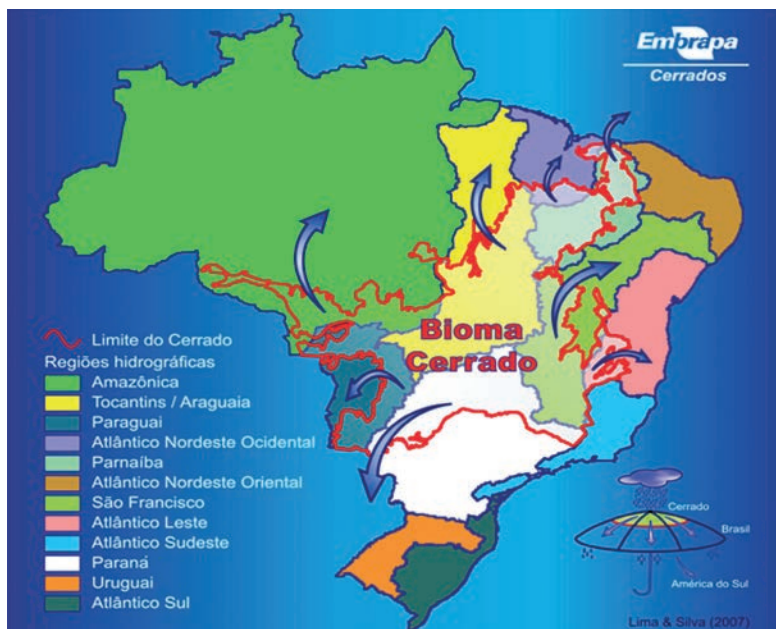 Embrapa
Cerrados
Bioma
Cerrado
Limite do Cerrado
Regiões hidrográficas
Amazônica
Tocantins / Araguaia
Paraguai
Atlântico Nordeste Ocidental
Parnaíba
Atlântico Nordeste Oriental
São Francisco
Atlântico Leste
Atlântico Sudeste
Paraná
Uruguai
Atlântico Sul
Cerrado
Brasil
América do Sul
Lima & Silva (2007)